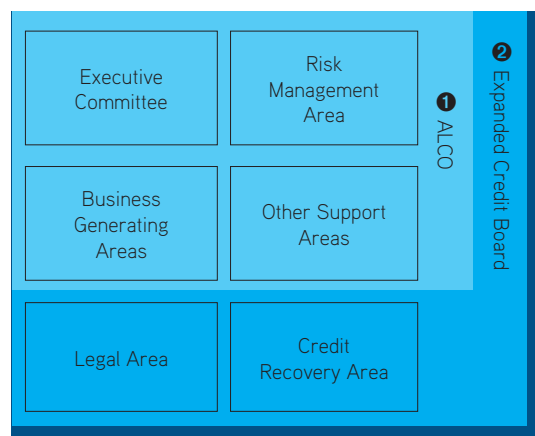 Executive
Committee
Risk
Management
Area
❶ ALCO
❷ Expanded Credit Board
Business
Generating
Areas
Other Support
Areas
Legal Area
Credit
Recovery Area